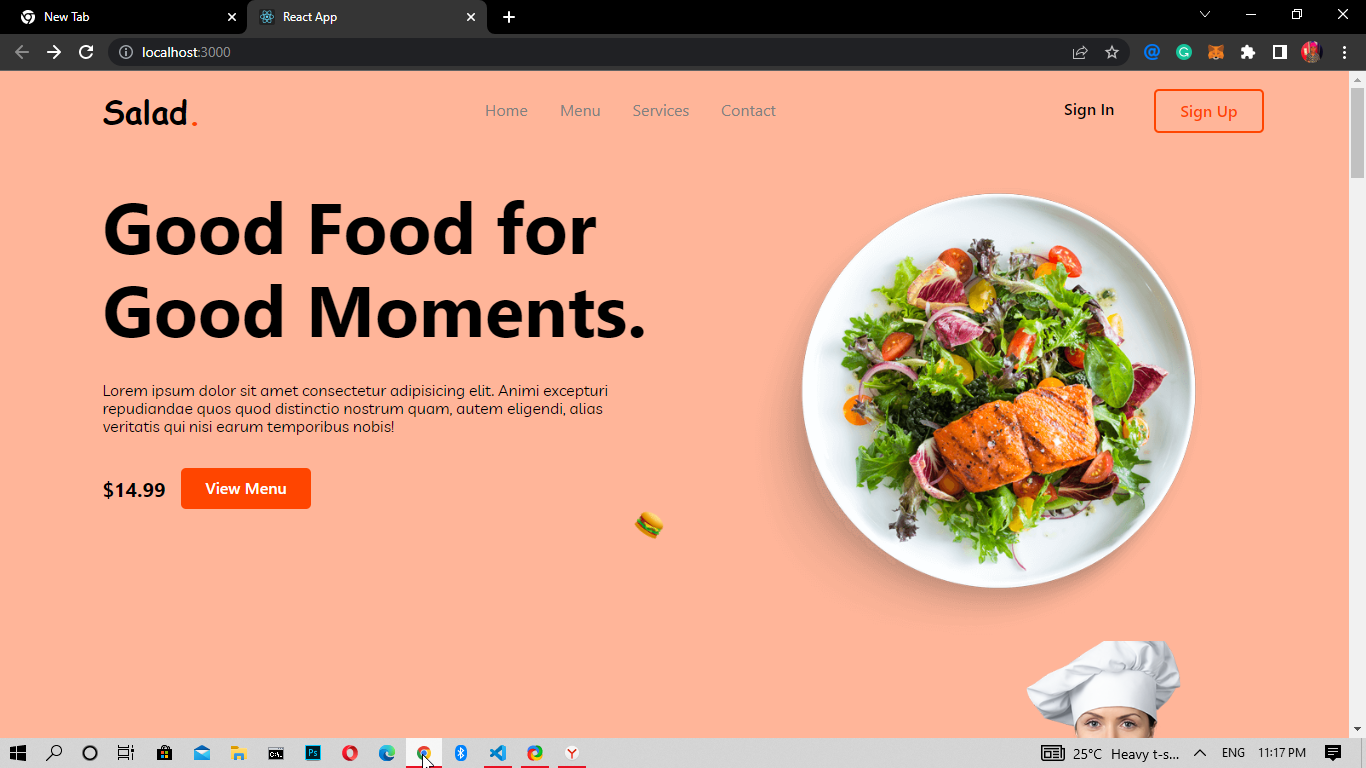 New Tab
React App
localhost:3000
Salad.
Home
Menu
Services
Contact
Sign In
Sign Up
Good Food for
Good Moments.
Lorem ipsum dolor sit amet consectetur adipisicing elit. Animi excepturi
repudiandae quos quod distinctio nostrum quam, autem eligendi, alias
veritatis qui nisi earum temporibus nobis!
$14.99
View Menu
25°C Heavy t-s...
ENG
11:17 PM